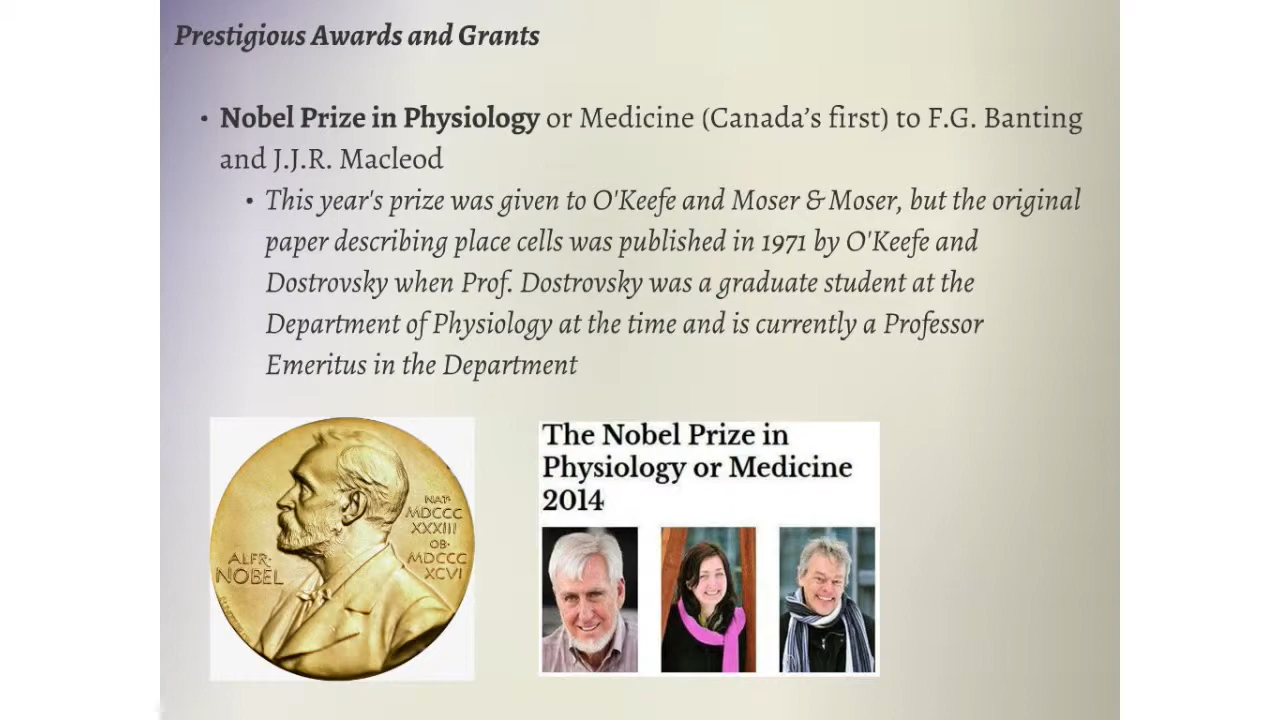 Prestigious Awards and Grants
• Nobel Prize in Physiology or Medicine (Canada’s first) to F.G. Banting
and J.J.R. Macleod
• This year's prize was given to O'Keefe and Moser & Moser, but the original
paper describing place cells was published in 1971 by O'Keefe and
Dostrovsky when Prof. Dostrovsky was a graduate student at the
Department of Physiology at the time and is currently a Professor
Emeritus in the Department
ALFR·
NOBEL
NAT·
MDCCC
XXXIII
OB·
MDCCC
XCVI
The Nobel Prize in
Physiology or Medicine
2014